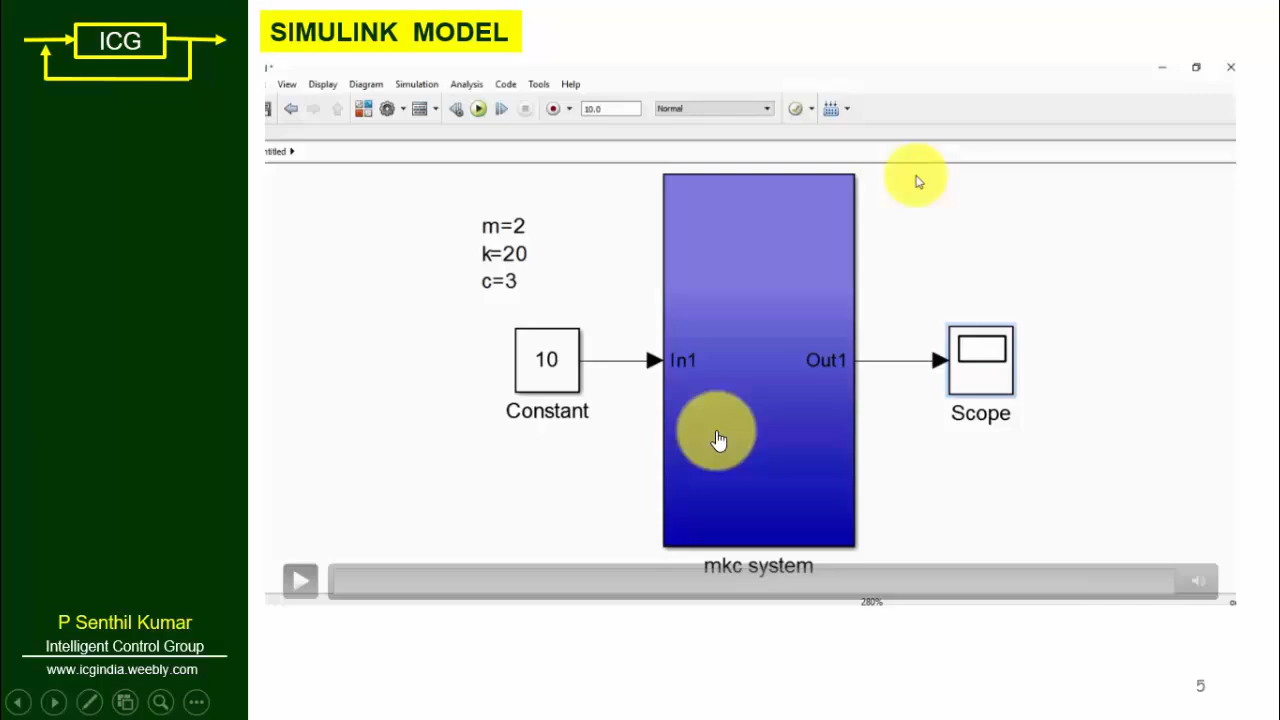 ICG
SIMULINK MODEL
View Display Diagram Simulation Analysis Code Tools Help
10.0 Normal
ntitled
m=2
k=20
c=3
10
In1
Out1
Constant
Scope
mkc system
280%
P Senthil Kumar
Intelligent Control Group
www.icgindia.weebly.com
5